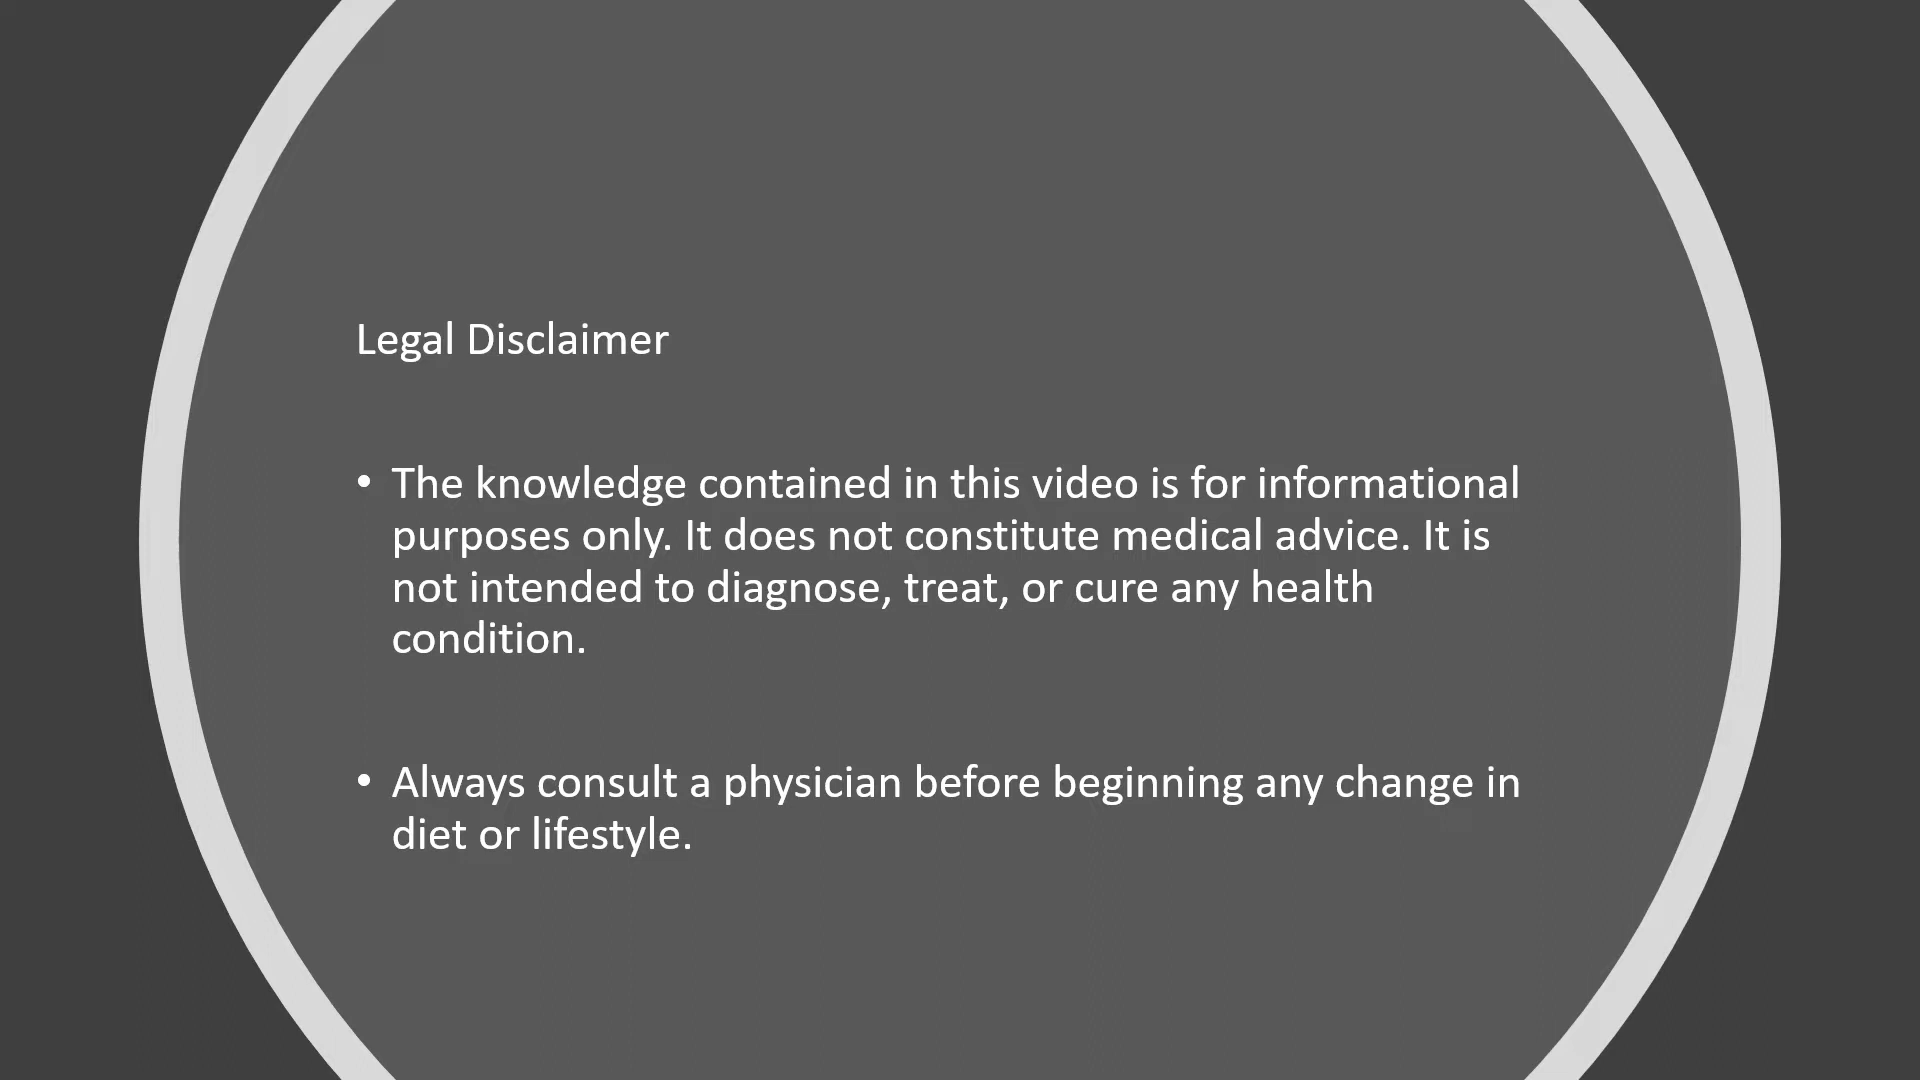 Legal Disclaimer
• The knowledge contained in this video is for informational
purposes only. It does not constitute medical advice. It is
not intended to diagnose, treat, or cure any health
condition.
• Always consult a physician before beginning any change in
diet or lifestyle.